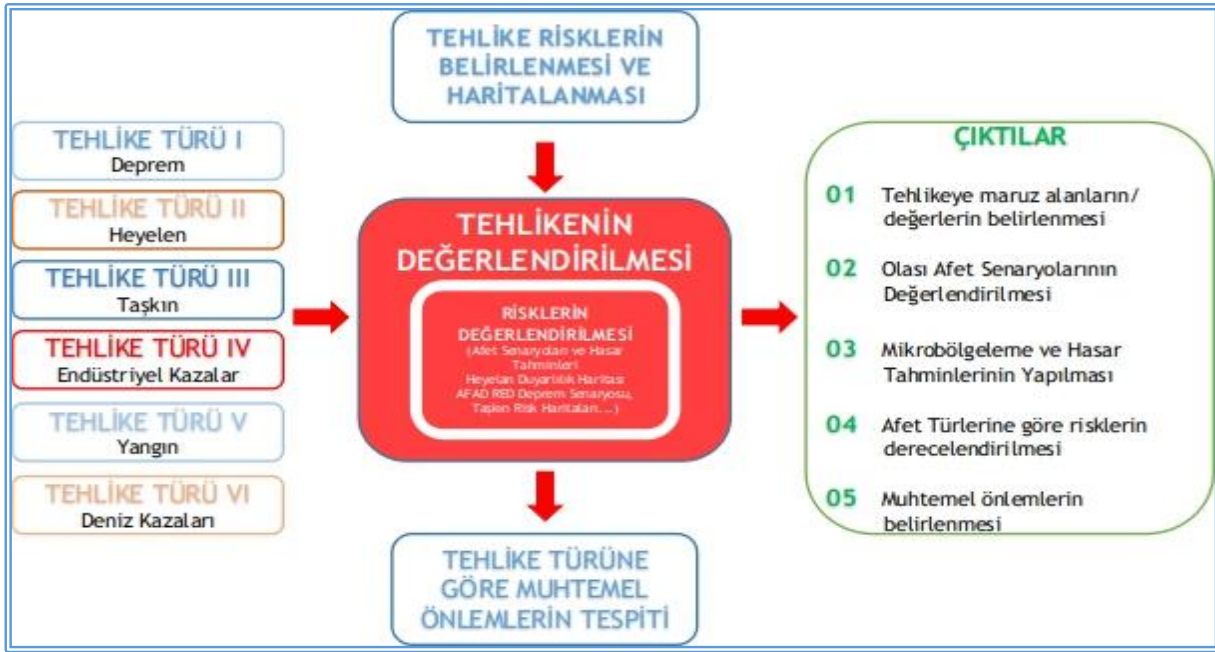 TEHLİKE RİSKLERİN
BELİRLENMESİ VE
HARİTALANMASI
TEHLİKE TÜRÜ I
Deprem
TEHLİKE TÜRÜ II
Heyelen
TEHLİKE TÜRÜ III
Taşkın
TEHLİKE TÜRÜ IV
Endüstriyel Kazalar
TEHLİKE TÜRÜ V
Yangın
TEHLİKE TÜRÜ VI
Deniz Kazaları
TEHLİKENİN
DEĞERLENDİRİLMESİ
RİSKLERİN
DEĞERLENDİRİLMESİ
(Afet Senaryoları ve Hasar
Tahminleri
Heyelan Duyarlılık Haritası
AFAD RED Deprem Senaryosu,
Taşkın Risk Haritaları...)
TEHLİKE TÜRÜNE
GÖRE MUHTEMEL
ÖNLEMLERİN TESPİTİ
ÇIKTILAR
01 Tehlikeye maruz alanların/
değerlerin belirlenmesi
02 Olası Afet Senaryolarının
Değerlendirilmesi
03 Mikrobölgeleme ve Hasar
Tahminlerinin Yapılması
04 Afet Türlerine göre risklerin
derecelendirilmesi
05 Muhtemel önlemlerin
belirlenmesi